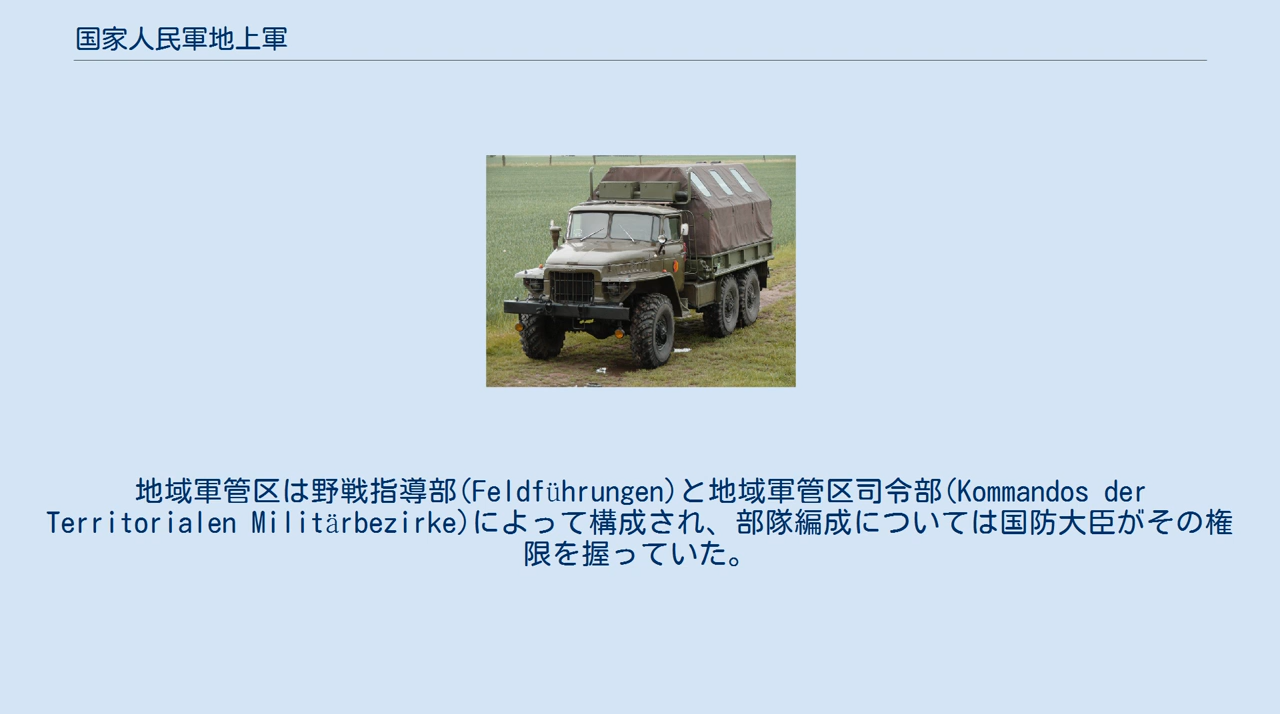 国家人民軍地上軍
地域軍管区は野戦指導部(Feldführungen)と地域軍管区司令部(Kommandos der
Territorialen Militärbezirke)によって構成され、部隊編成については国防大臣がその権
限を握っていた。